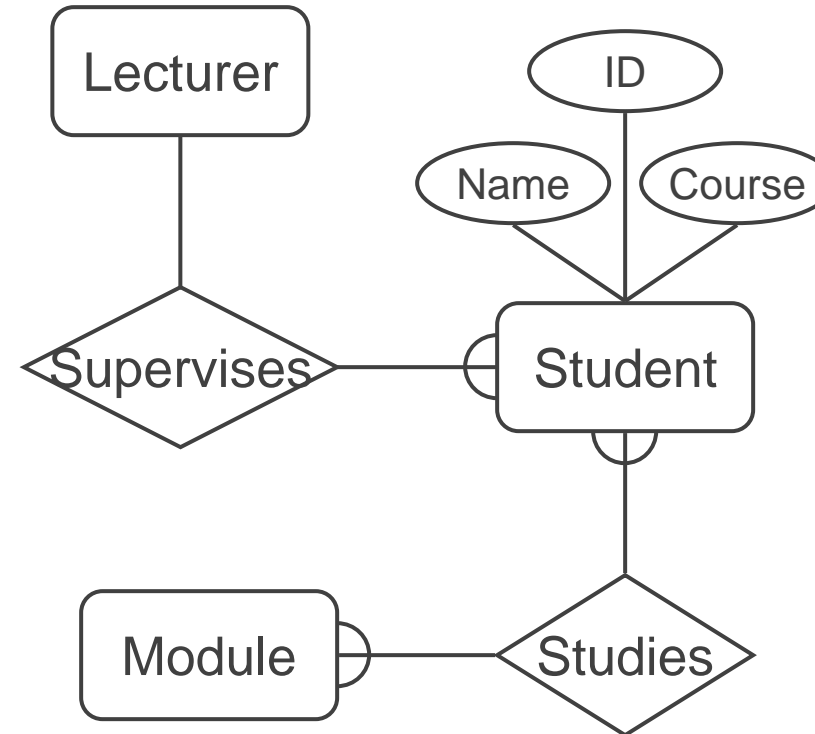 Lecturer
ID
Name
Course
Supervises
Student
Module
Studies